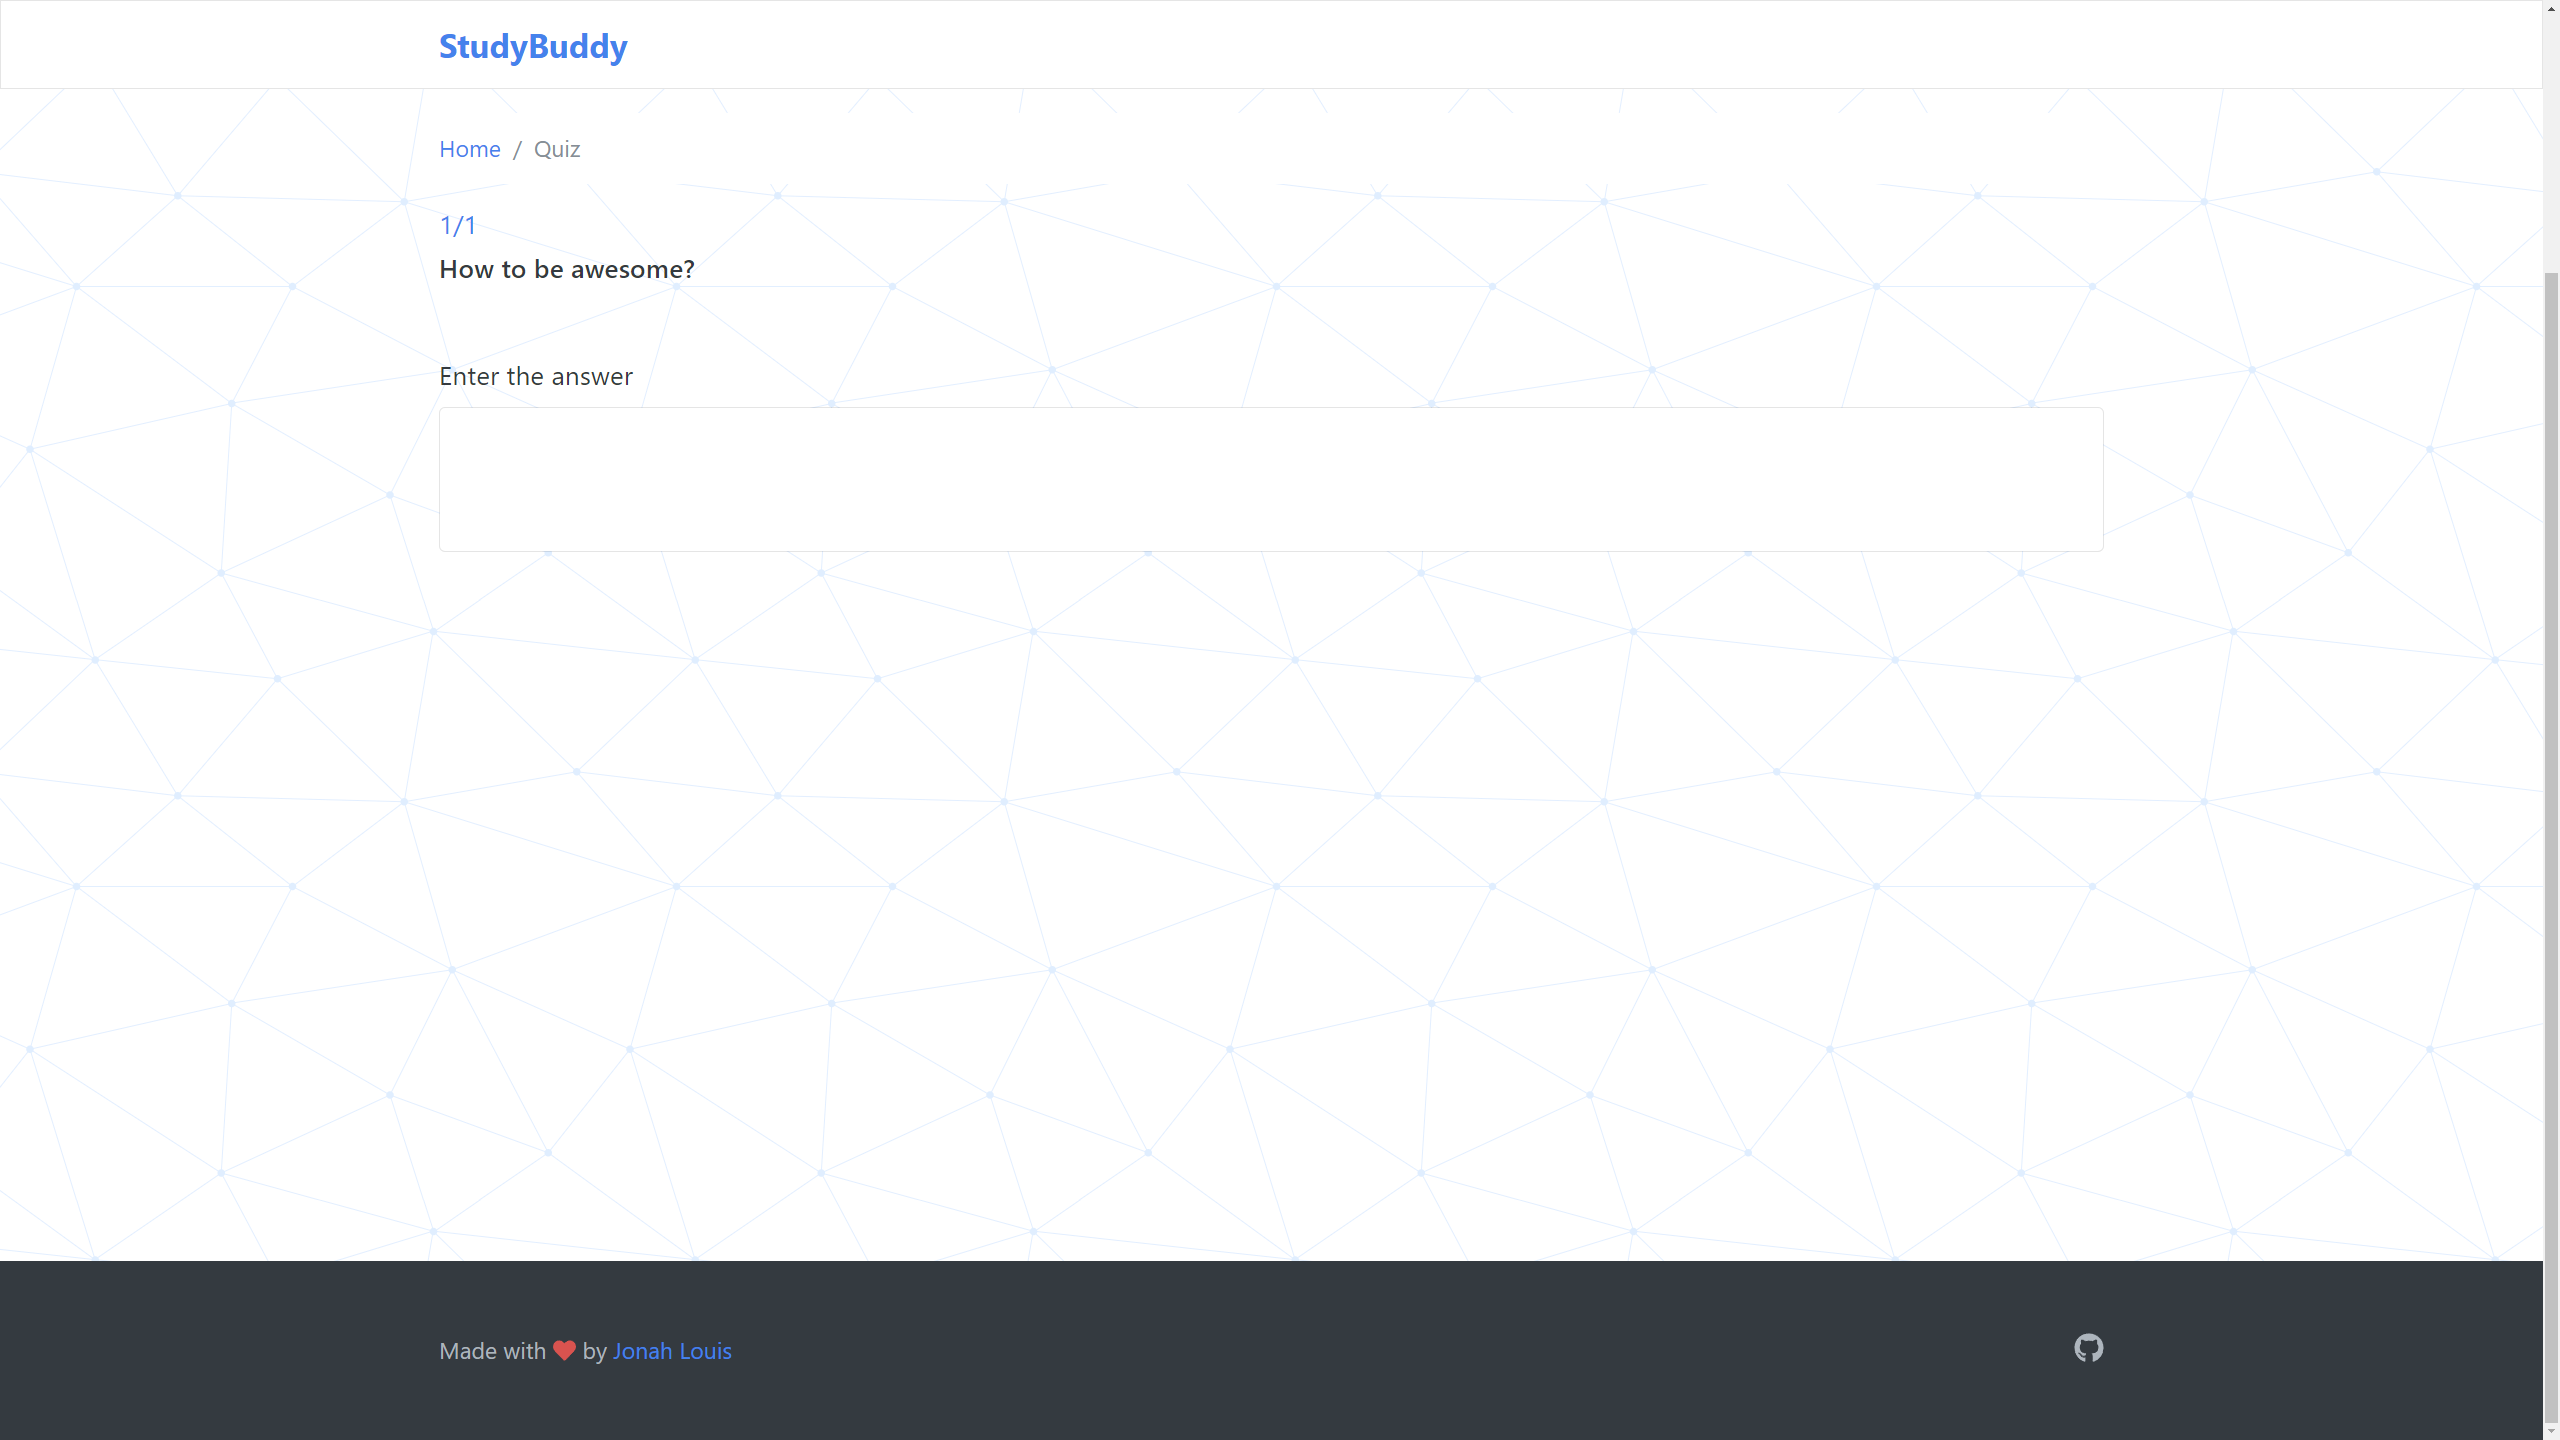 StudyBuddy
Home / Quiz
1/1
How to be awesome?
Enter the answer
Made with ❤ by Jonah Louis